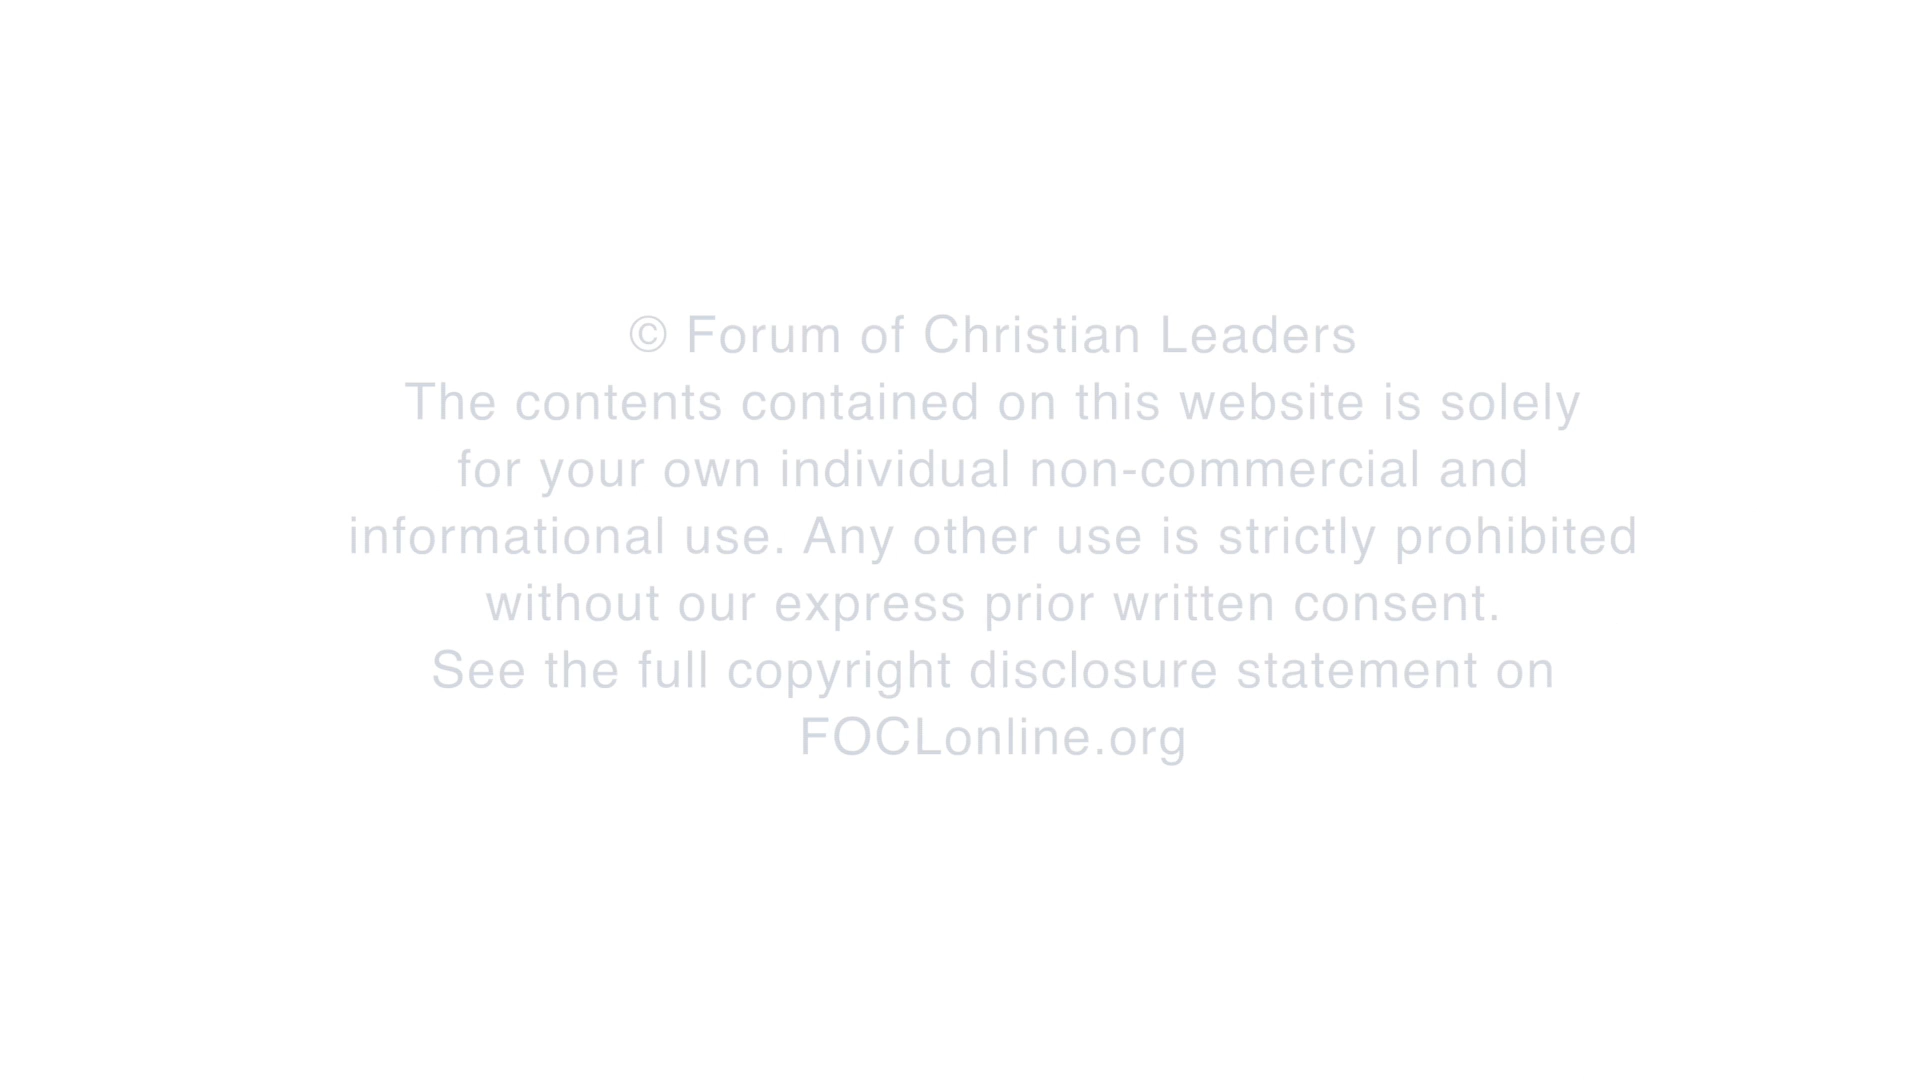 © Forum of Christian Leaders
The contents contained on this website is solely
for your own individual non-commercial and
informational use. Any other use is strictly prohibited
without our express prior written consent.
See the full copyright disclosure statement on
FOCLonline.org